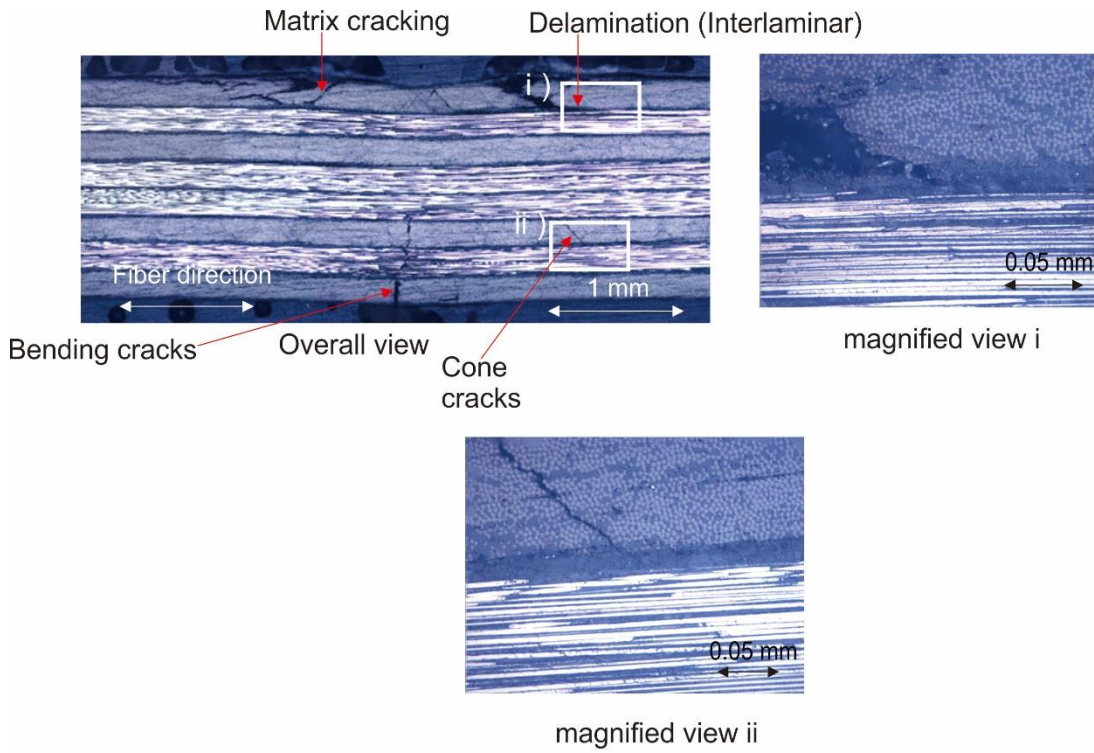 Matrix cracking
Delamination (Interlaminar)
i )
ii )
Fiber direction
1 mm
Bending cracks
Overall view
Cone
cracks
0.05 mm
magnified view i
0.05 mm
magnified view ii